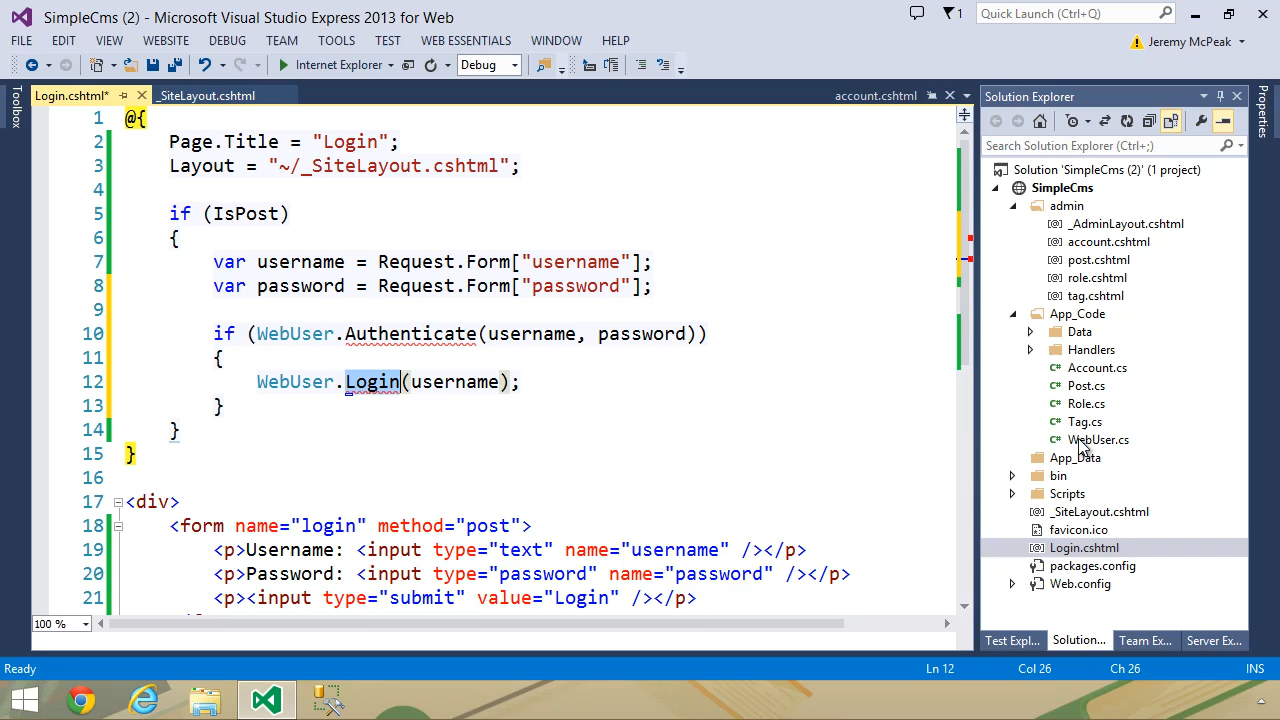 SimpleCms (2) - Microsoft Visual Studio Express 2013 for Web
1
Quick Launch (Ctrl+Q)
FILE EDIT VIEW WEBSITE DEBUG TEAM TOOLS TEST WEB ESSENTIALS WINDOW HELP
Jeremy McPeak
Internet Explorer
Debug
Toolbox
Login.cshtml*
_SiteLayout.cshtml
account.cshtml
1 @{
2 Page.Title = "Login";
3 Layout = "~/_SiteLayout.cshtml";
4
5 if (IsPost)
6 {
7 var username = Request.Form["username"];
8 var password = Request.Form["password"];
9
10 if (WebUser.Authenticate(username, password))
11 {
12 WebUser.Login(username);
13 }
14 }
15 }
16
17 <div>
18 <form name="login" method="post">
19 <p>Username: <input type="text" name="username" /></p>
20 <p>Password: <input type="password" name="password" /></p>
21 <p><input type="submit" value="Login" /></p>
100 %
Solution Explorer
Search Solution Explorer (Ctrl+;)
Solution 'SimpleCms (2)' (1 project)
SimpleCms
admin
_AdminLayout.cshtml
account.cshtml
post.cshtml
role.cshtml
tag.cshtml
App_Code
Data
Handlers
Account.cs
Post.cs
Role.cs
Tag.cs
WebUser.cs
App_Data
bin
Scripts
_SiteLayout.cshtml
favicon.ico
Login.cshtml
packages.config
Web.config
Test Expl...
Solution...
Team Ex...
Server Ex...
Properties
Ready
Ln 12
Col 26
Ch 26
INS